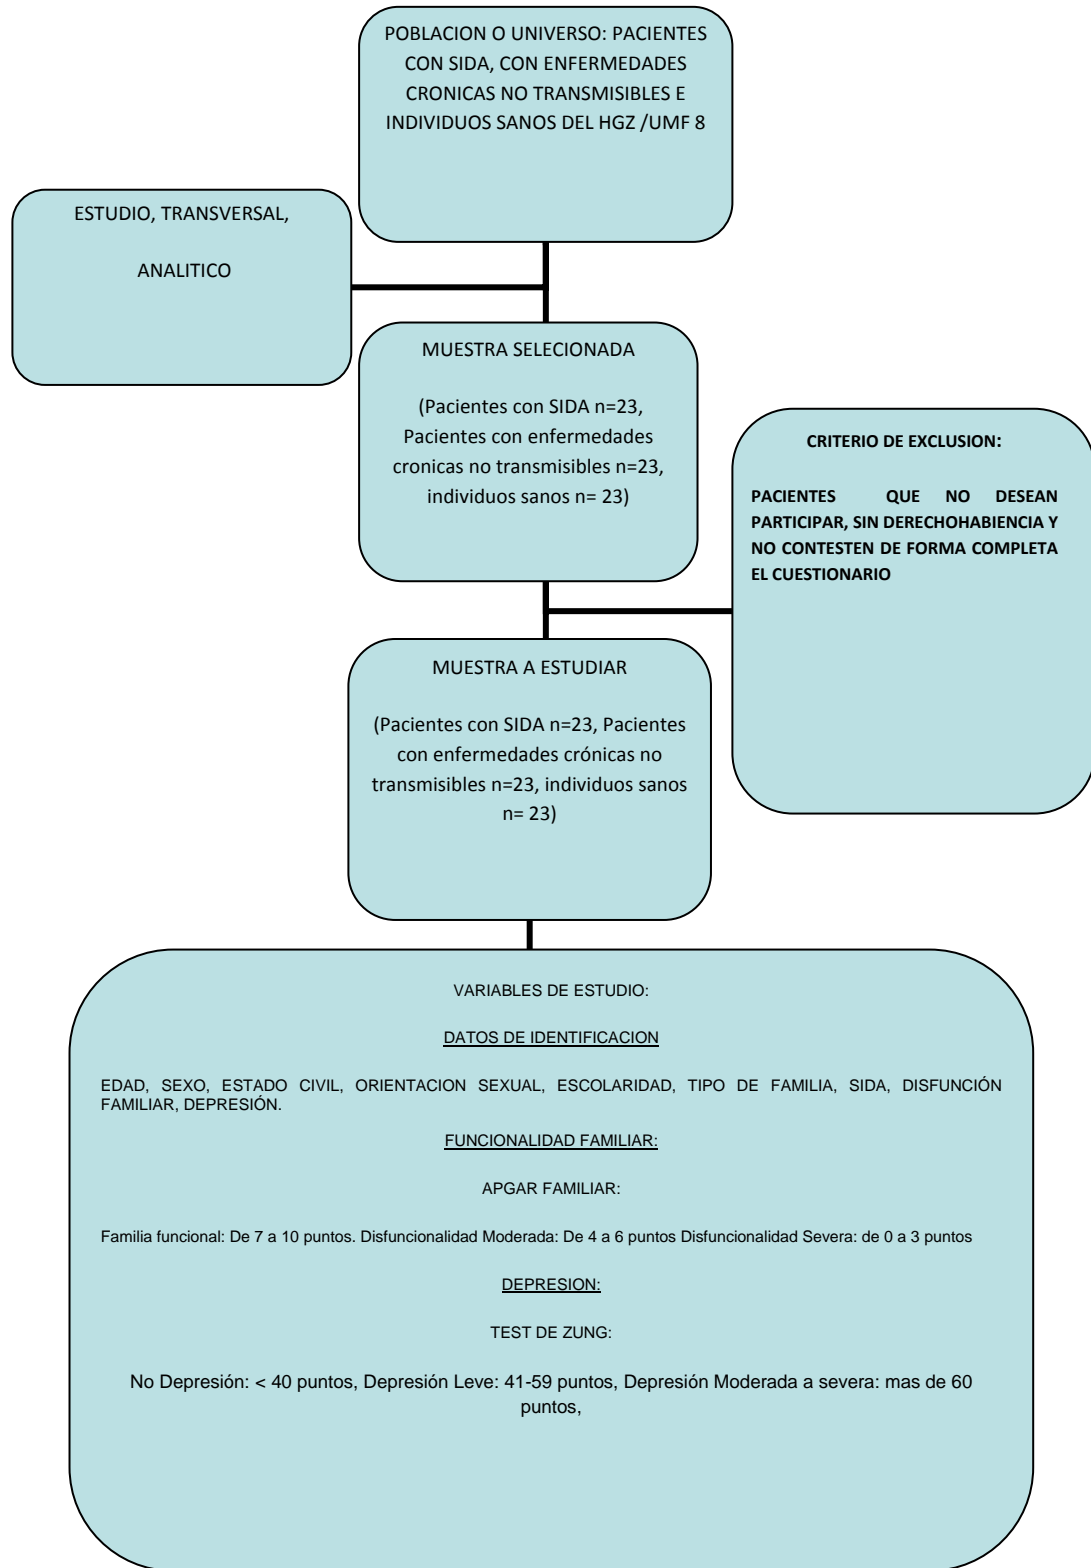 POBLACION O UNIVERSO: PACIENTES
CON SIDA, CON ENFERMEDADES
CRONICAS NO TRANSMISIBLES E
INDIVIDUOS SANOS DEL HGZ /UMF 8
ESTUDIO, TRANSVERSAL,
ANALITICO
MUESTRA SELECIONADA
(Pacientes con SIDA n=23,
Pacientes con enfermedades
cronicas no transmisibles n=23,
individuos sanos n= 23)
CRITERIO DE EXCLUSION:
PACIENTES QUE NO DESEAN
PARTICIPAR, SIN DERECHOHABIENCIA Y
NO CONTESTEN DE FORMA COMPLETA
EL CUESTIONARIO
MUESTRA A ESTUDIAR
(Pacientes con SIDA n=23, Pacientes
con enfermedades crónicas no
transmisibles n=23, individuos sanos
n= 23)
VARIABLES DE ESTUDIO:
DATOS DE IDENTIFICACION
EDAD, SEXO, ESTADO CIVIL, ORIENTACION SEXUAL, ESCOLARIDAD, TIPO DE FAMILIA, SIDA, DISFUNCIÓN
FAMILIAR, DEPRESIÓN.
FUNCIONALIDAD FAMILIAR:
APGAR FAMILIAR:
Familia funcional: De 7 a 10 puntos. Disfuncionalidad Moderada: De 4 a 6 puntos Disfuncionalidad Severa: de 0 a 3 puntos
DEPRESION:
TEST DE ZUNG:
No Depresión: < 40 puntos, Depresión Leve: 41-59 puntos, Depresión Moderada a severa: mas de 60
puntos,